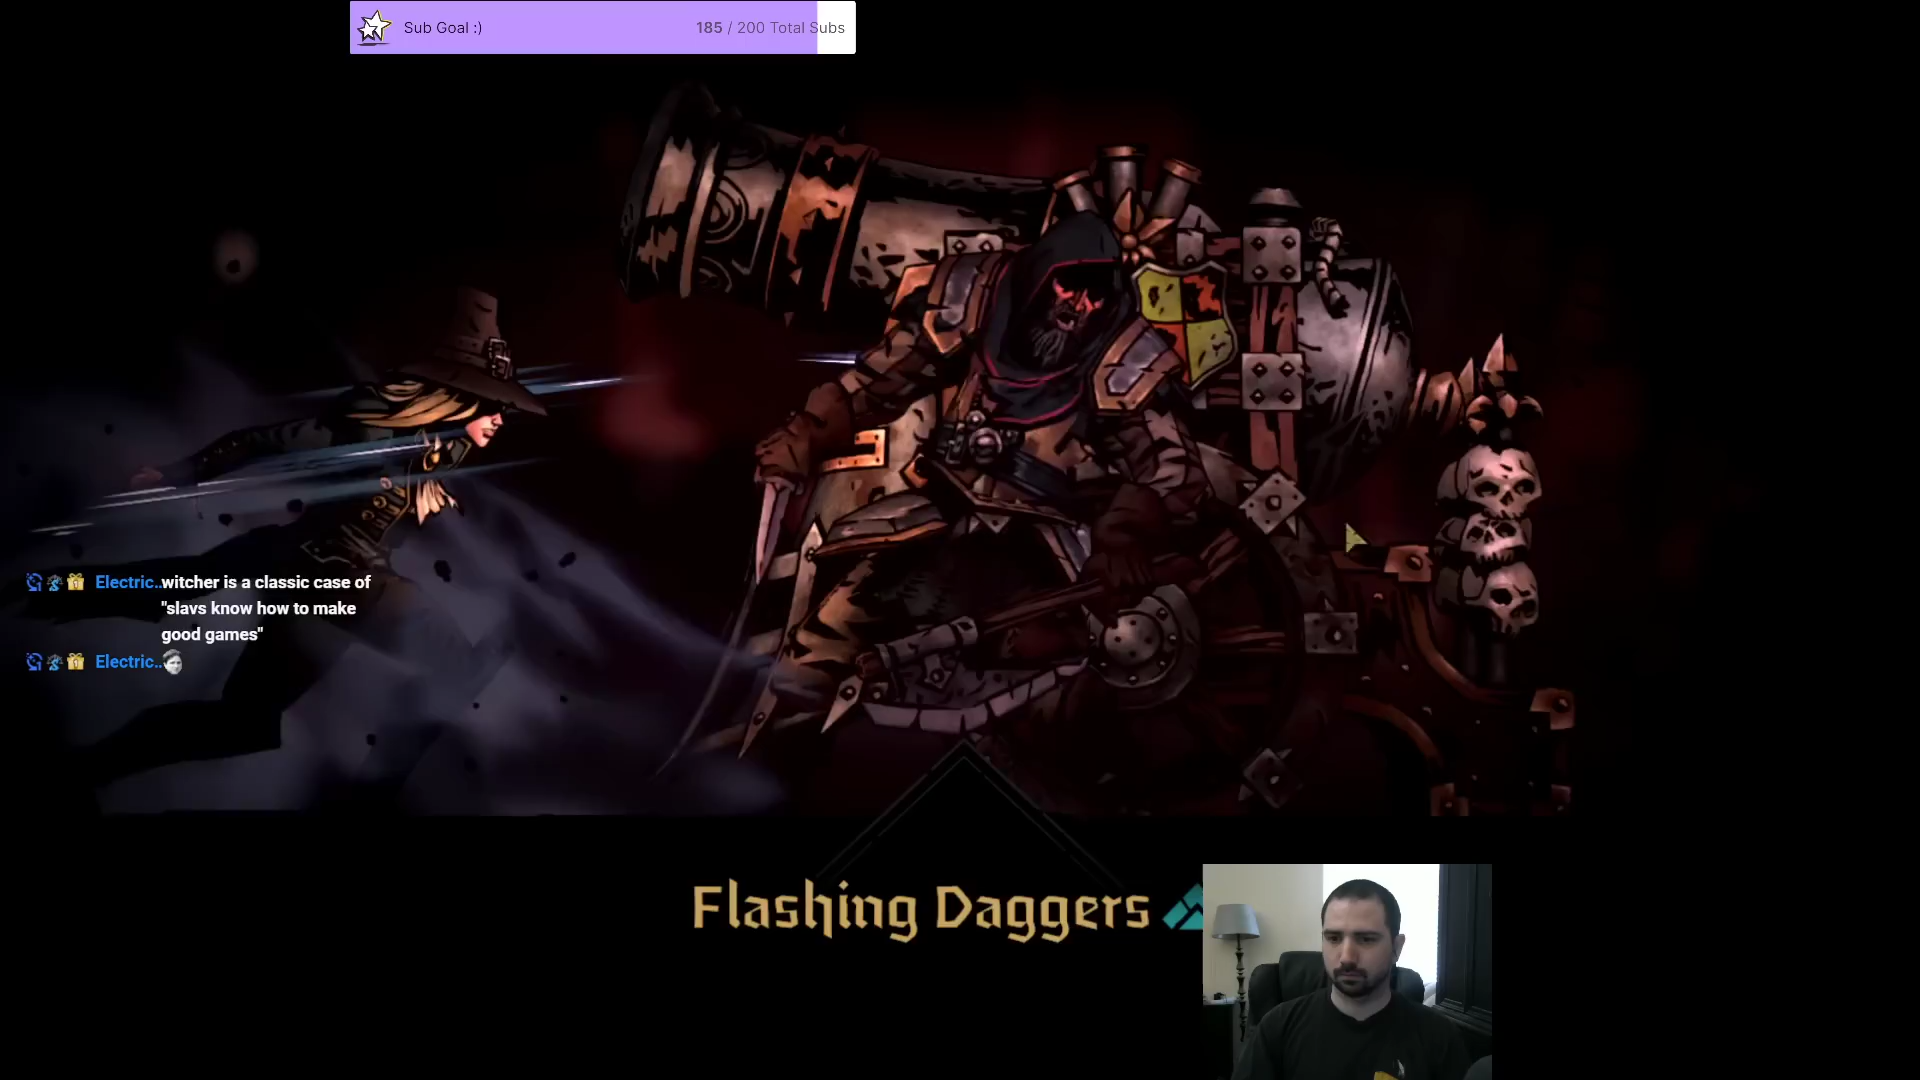 Sub Goal :) 185 / 200 Total Subs
Electric.. witcher is a classic case of
"slavs know how to make
good games"
Electric..
Flashing Daggers